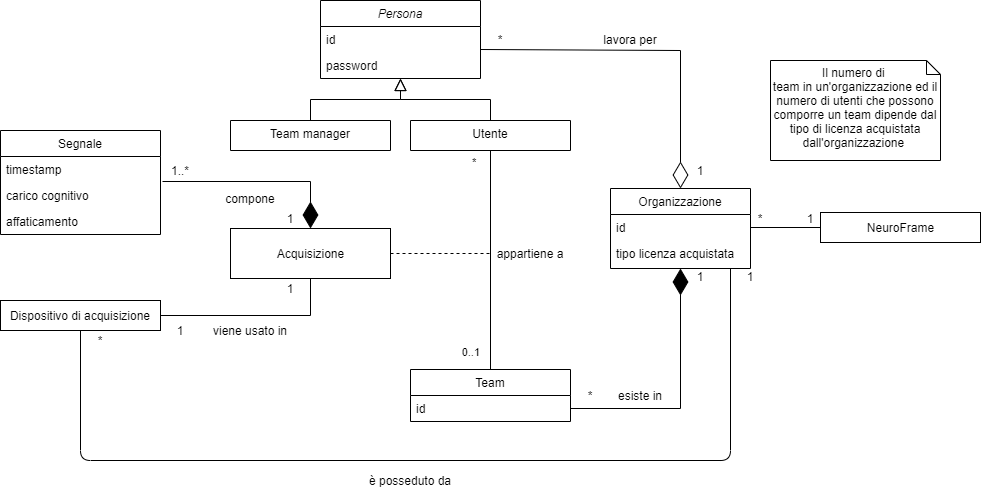 Persona
id
password
*
lavora per
Il numero di
team in un'organizzazione ed il
numero di utenti che possono
comporre un team dipende dal
tipo di licenza acquistata
dall'organizzazione
Team manager
Utente
*
Segnale
timestamp
carico cognitivo
affaticamento
1..*
compone
1
1
Organizzazione
id
tipo licenza acquistata
*
1
NeuroFrame
Acquisizione
appartiene a
1
1
1
Dispositivo di acquisizione
1
viene usato in
*
0..1
Team
id
*
esiste in
è posseduto da